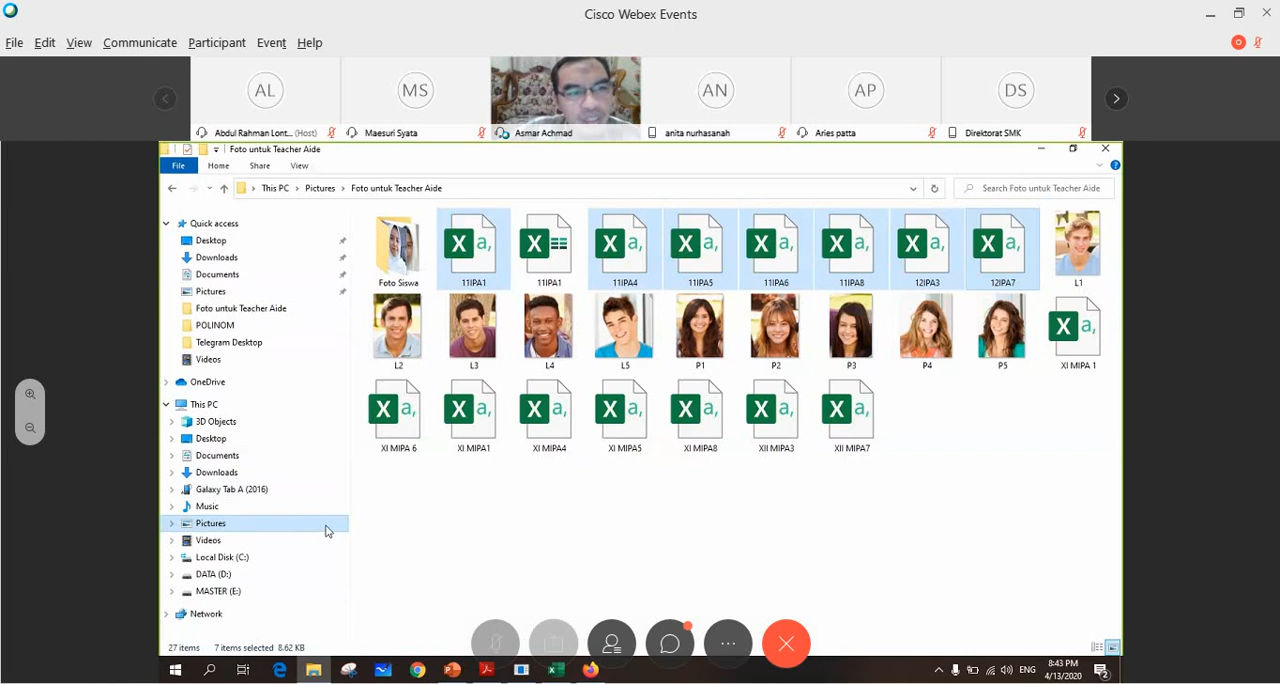 Cisco Webex Events
File Edit View Communicate Participant Event Help
AL MS AN AP DS
Abdul Rahman Lont... (Host) Maesuri Syata Asmar Achmad anita nurhasanah Aries patta Direktorat SMK
Foto untuk Teacher Aide
File Home Share View
This PC > Pictures > Foto untuk Teacher Aide
Search Foto untuk Teacher Aide
Quick access
Desktop
Downloads
Documents
Pictures
Foto untuk Teacher Aide
POLINOM
Telegram Desktop
Videos
OneDrive
This PC
3D Objects
Desktop
Documents
Downloads
Galaxy Tab A (2016)
Music
Pictures
Videos
Local Disk (C:)
DATA (D:)
MASTER (E:)
Network
Foto Siswa 11IPA1 11IPA1 11IPA4 11IPA5 11IPA6 11IPA8 12IPA3 12IPA7 L1
L2 L3 L4 L5 P1 P2 P3 P4 P5 XI MIPA 1
XI MIPA 6 XI MIPA1 XI MIPA4 XI MIPA5 XI MIPA8 XII MIPA3 XII MIPA7
27 items 7 items selected 8.62 KB
ENG
8:43 PM
4/13/2020
2